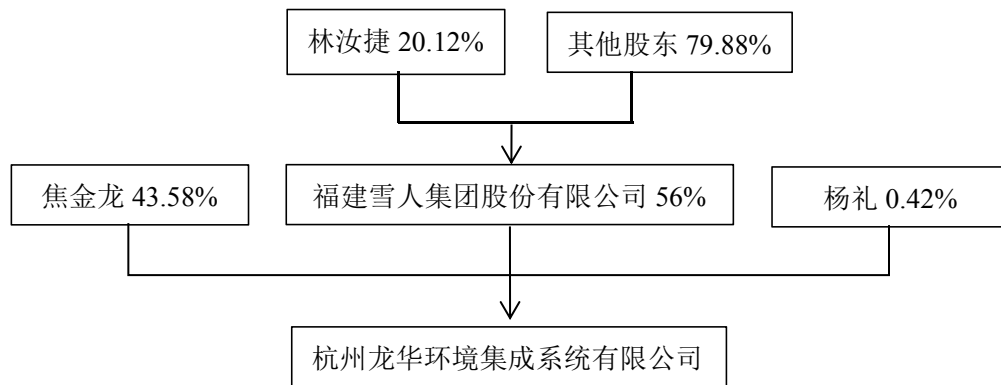 林汝捷 20.12%
其他股东 79.88%
焦金龙 43.58%
福建雪人集团股份有限公司 56%
杨礼 0.42%
杭州龙华环境集成系统有限公司